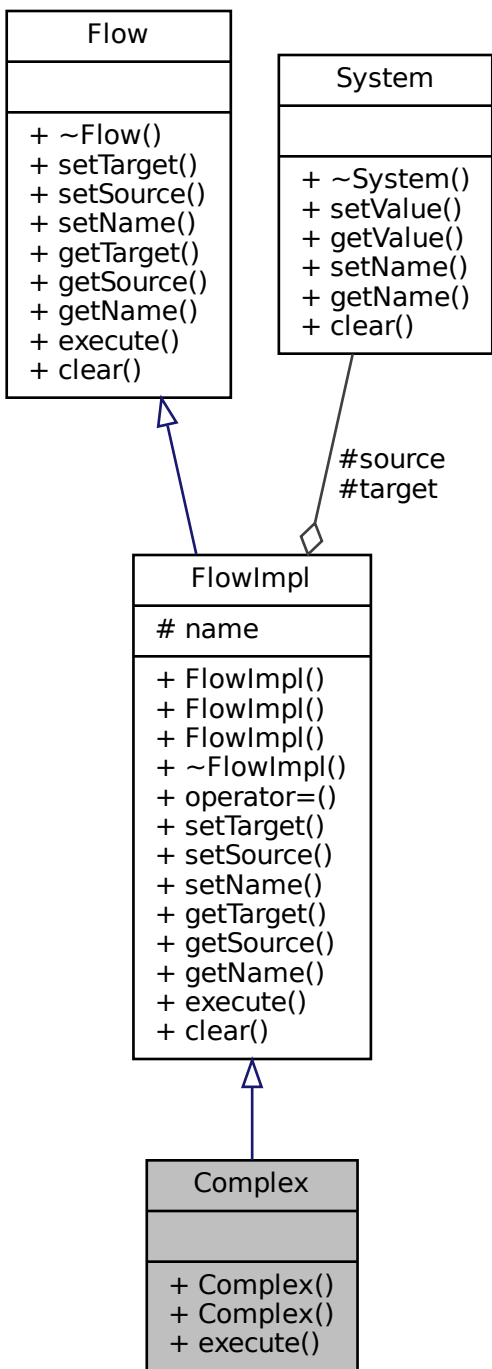 Flow
+ ~Flow()
+ setTarget()
+ setSource()
+ setName()
+ getTarget()
+ getSource()
+ getName()
+ execute()
+ clear()
System
+ ~System()
+ setValue()
+ getValue()
+ setName()
+ getName()
+ clear()
#source
#target
FlowImpl
# name
+ FlowImpl()
+ FlowImpl()
+ FlowImpl()
+ ~FlowImpl()
+ operator=()
+ setTarget()
+ setSource()
+ setName()
+ getTarget()
+ getSource()
+ getName()
+ execute()
+ clear()
Complex
+ Complex()
+ Complex()
+ execute()